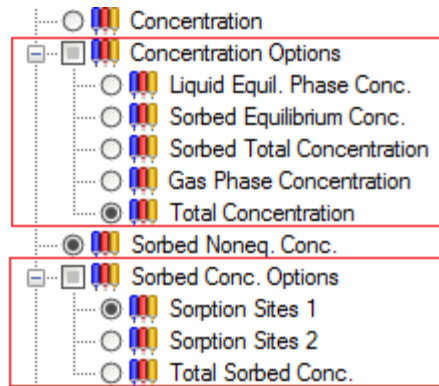 Concentration
Concentration Options
Liquid Equil. Phase Conc.
Sorbed Equilibrium Conc.
Sorbed Total Concentration
Gas Phase Concentration
Total Concentration
Sorbed Noneq. Conc.
Sorbed Conc. Options
Sorption Sites 1
Sorption Sites 2
Total Sorbed Conc.